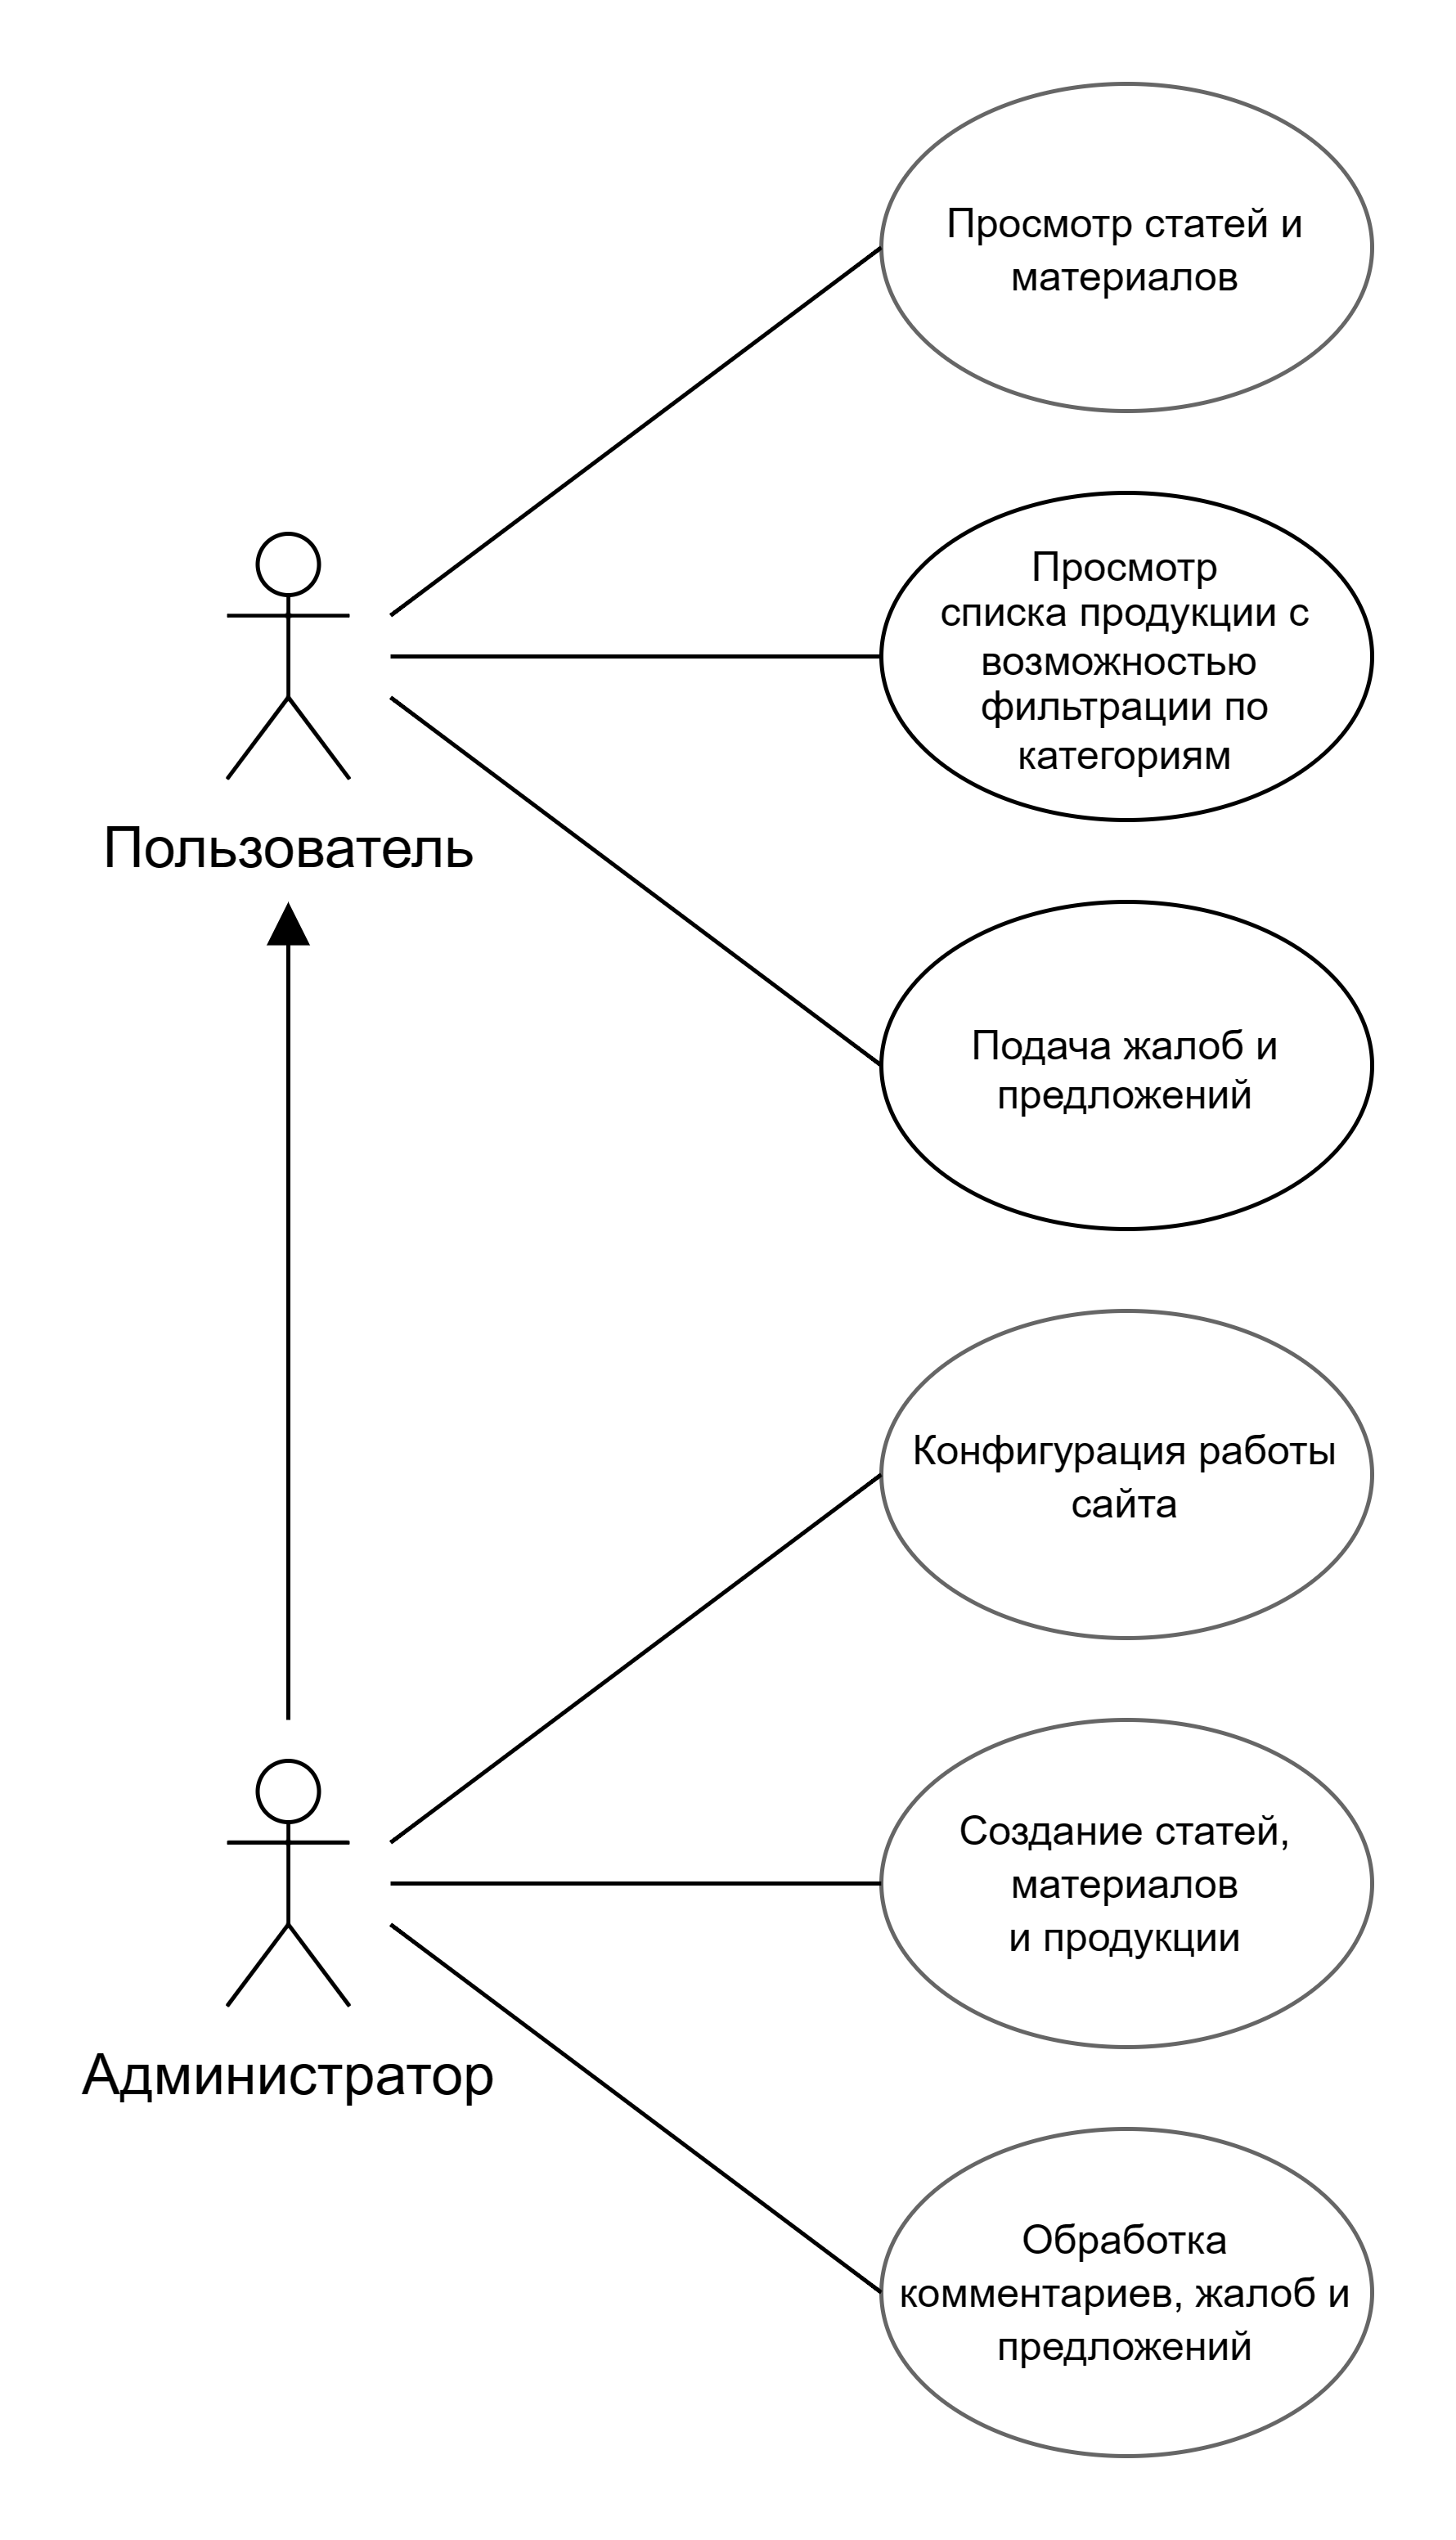 Просмотр статей и
материалов
Просмотр
списка продукции с
возможностью
фильтрации по
категориям
Пользователь
Подача жалоб и
предложений
Конфигурация работы
сайта
Создание статей,
материалов
и продукции
Администратор
Обработка
комментариев, жалоб и
предложений